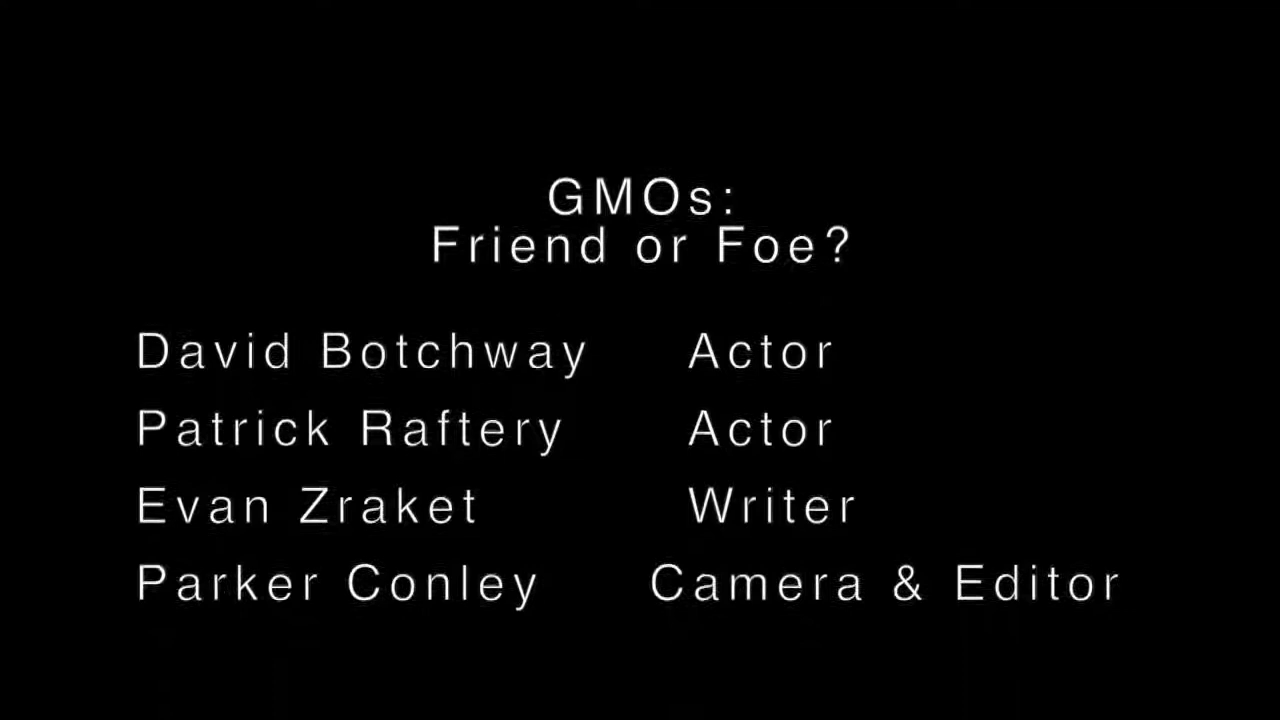 GMOs:
Friend or Foe?
David Botchway Actor
Patrick Raftery Actor
Evan Zraket Writer
Parker Conley Camera & Editor